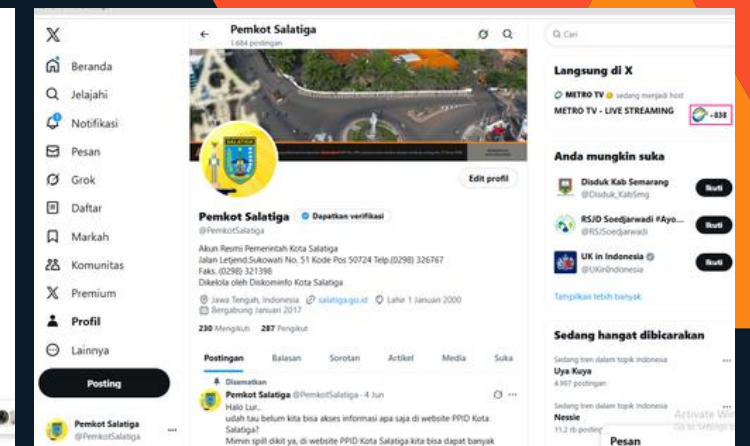 Beranda
Jelajahi
Notifikasi
Pesan
Grok
Daftar
Markah
Komunitas
Premium
Profil
Lainnya
Posting
Pemkot Salatiga
@PemkotSalatiga
Pemkot Salatiga
1.684 postingan
SALATIGA
Edit profil
Pemkot Salatiga Dapatkan verifikasi
@PemkotSalatiga
Akun Resmi Pemerintah Kota Salatiga
Jalan Letjend.Sukowati No. 51 Kode Pos 50724 Telp.(0298) 326767
Faks. (0298) 321398
Dikelola oleh Diskominfo Kota Salatiga
Jawa Tengah, Indonesia salatiga.go.id Lahir 1 Januari 2000
Bergabung Januari 2017
230 Mengikuti 287 Pengikut
Postingan Balasan Sorotan Artikel Media Suka
Disematkan
Pemkot Salatiga @PemkotSalatiga · 4 Jun
Halo Lur..
udah tau belum kita bisa akses informasi apa saja di website PPID Kota
Salatiga?
Mimin spill dikit ya, di website PPID Kota Salatiga kita bisa dapat banyak
Cari
Langsung di X
METRO TV sedang menjadi host
METRO TV - LIVE STREAMING
+838
Anda mungkin suka
Disduk Kab Semarang
@Disduk_KabSmg
Ikuti
RSJD Soedjarwadi #Ayo...
@RSJSoedjarwadi
Ikuti
UK in Indonesia
@UKinIndonesia
Ikuti
Tampilkan lebih banyak
Sedang hangat dibicarakan
Sedang tren dalam topik Indonesia
Uya Kuya
4.997 postingan
Sedang tren dalam topik Indonesia
Nessie
11,2 rb
Pesan
Activate Win